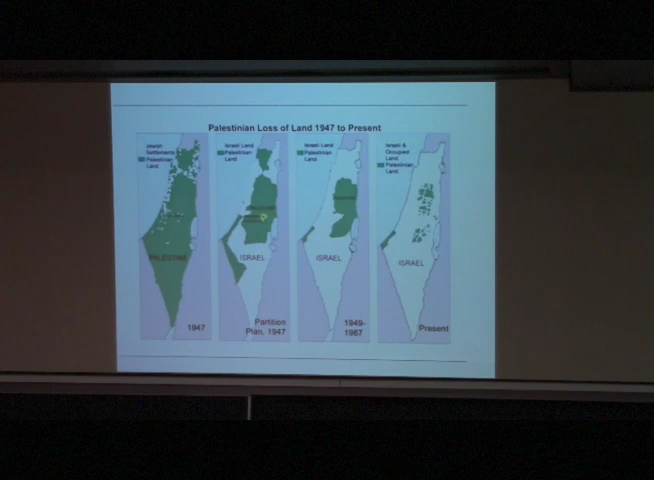 Palestinian Loss of Land 1947 to Present
Jewish
Settlements
Palestinian
Land
PALESTINE
1947
Israeli Land
Palestinian
Land
ISRAEL
Partition
Plan, 1947
Israeli Land
Palestinian
Land
ISRAEL
1949-
1967
Israeli &
Occupied
Land
Palestinian
Land
ISRAEL
Present